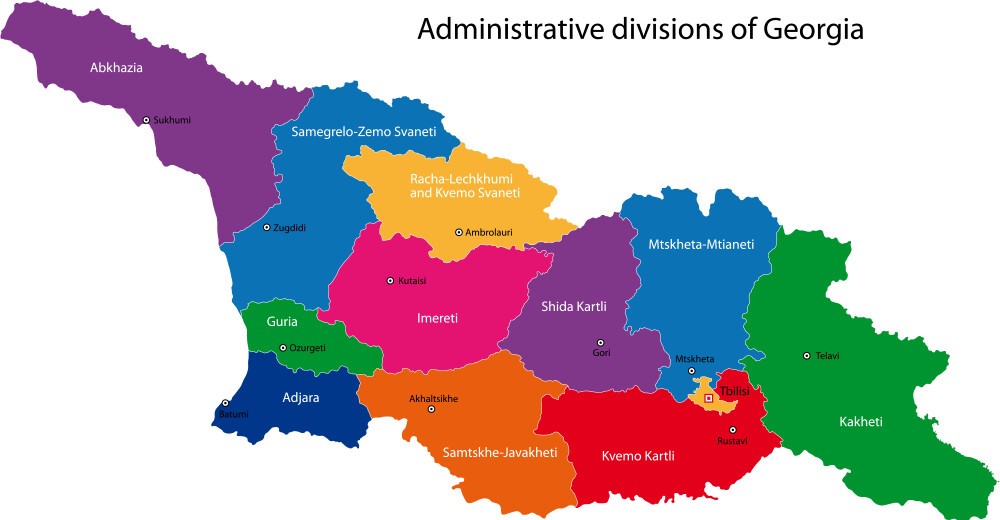 Administrative divisions of Georgia
Abkhazia
Sukhumi
Samegrelo-Zemo Svaneti
Racha-Lechkhumi
and Kvemo Svaneti
Zugdidi
Ambrolauri
Mtskheta-Mtianeti
Kutaisi
Imereti
Shida Kartli
Guria
Ozurgeti
Gori
Mtskheta
Telavi
Tbilisi
Adjara
Akhaltsikhe
Batumi
Kakheti
Rustavi
Samtskhe-Javakheti
Kvemo Kartli